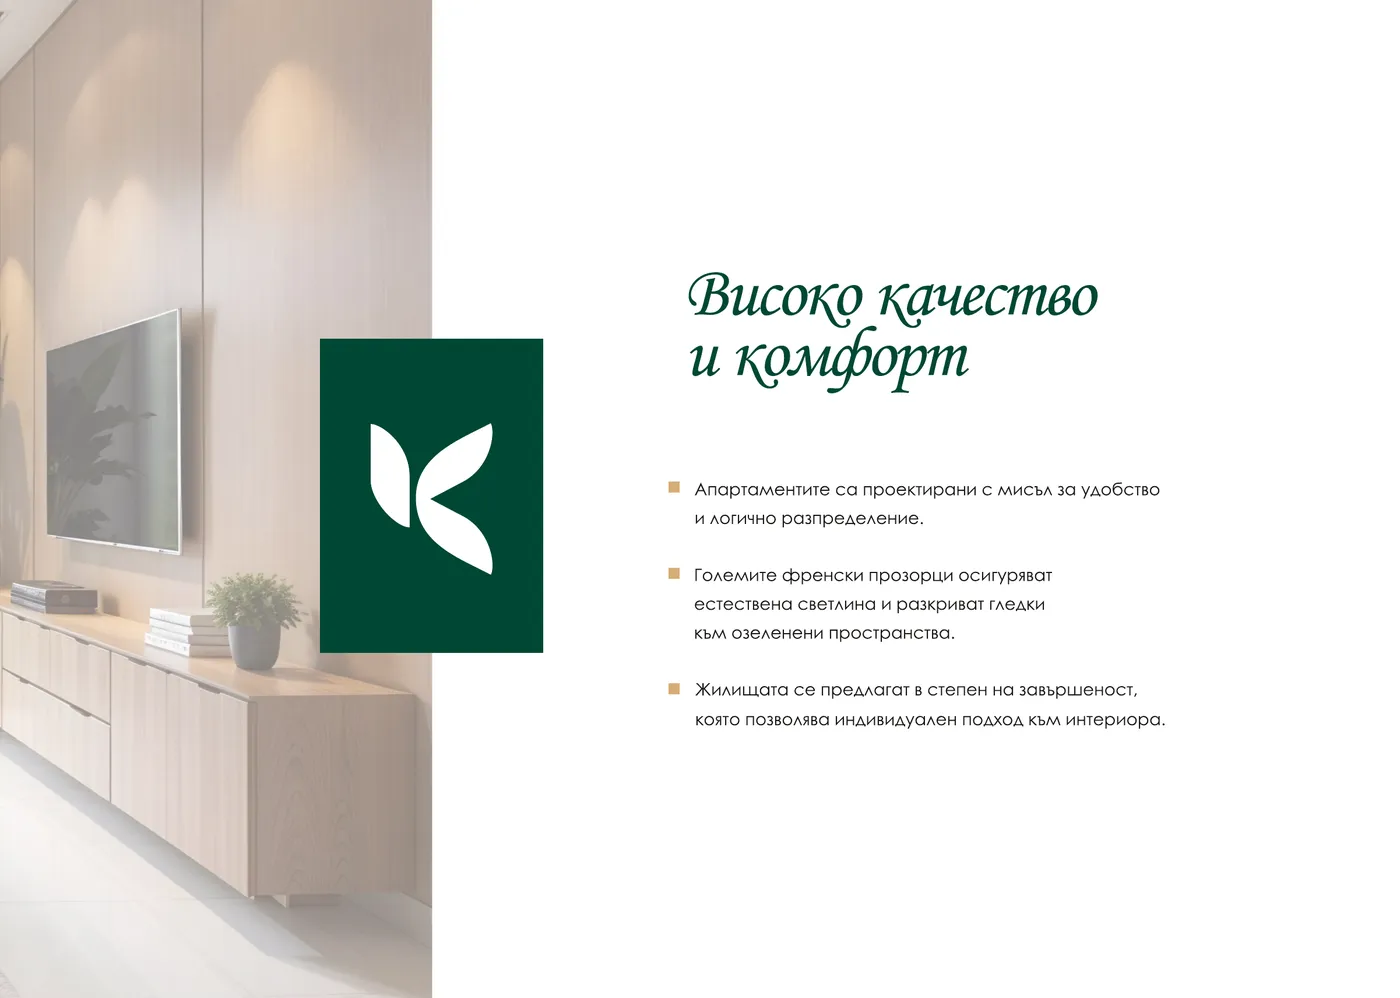 Високо качество
и комфорт
Апартаментите са проектирани с мисъл за удобство
и логично разпределение.
Големите френски прозорци осигуряват
естествена светлина и разкриват гледки
към озеленени пространства.
Жилищата се предлагат в степен на завършеност,
която позволява индивидуален подход към интериора.